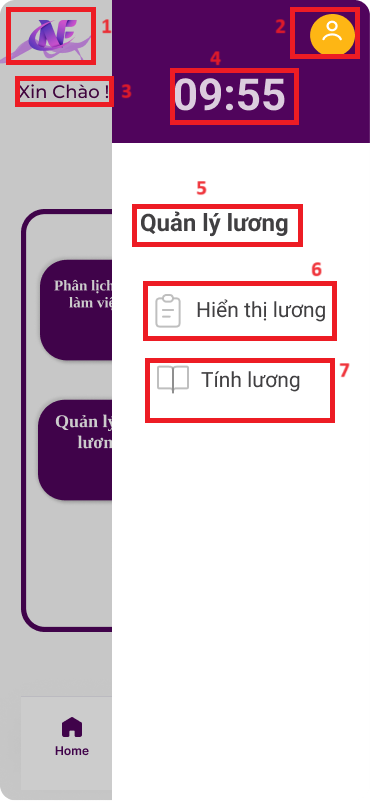 NE
1
2
Xin Chào !
3
4
09:55
5
Quản lý lương
6
Hiển thị lương
7
Tính lương
Phân lịch
làm việ
Quản lý
lươn
Home